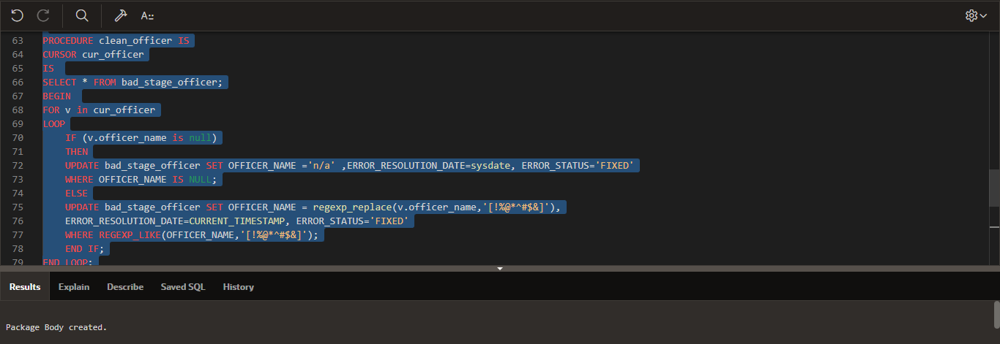 A
63 PROCEDURE clean_officer IS
64 CURSOR cur_officer
65 IS
66 SELECT * FROM bad_stage_officer;
67 BEGIN
68 FOR v in cur_officer
69 LOOP
70 IF (v.officer_name is null)
71 THEN
72 UPDATE bad_stage_officer SET OFFICER_NAME ='n/a' ,ERROR_RESOLUTION_DATE=sysdate, ERROR_STATUS='FIXED'
73 WHERE OFFICER_NAME IS NULL;
74 ELSE
75 UPDATE bad_stage_officer SET OFFICER_NAME = regexp_replace(v.officer_name,'[!%@*^#$&]'),
76 ERROR_RESOLUTION_DATE=CURRENT_TIMESTAMP, ERROR_STATUS='FIXED'
77 WHERE REGEXP_LIKE(OFFICER_NAME,'[!%@*^#$&]');
78 END IF;
79 END LOOP;
Results Explain Describe Saved SQL History
Package Body created.